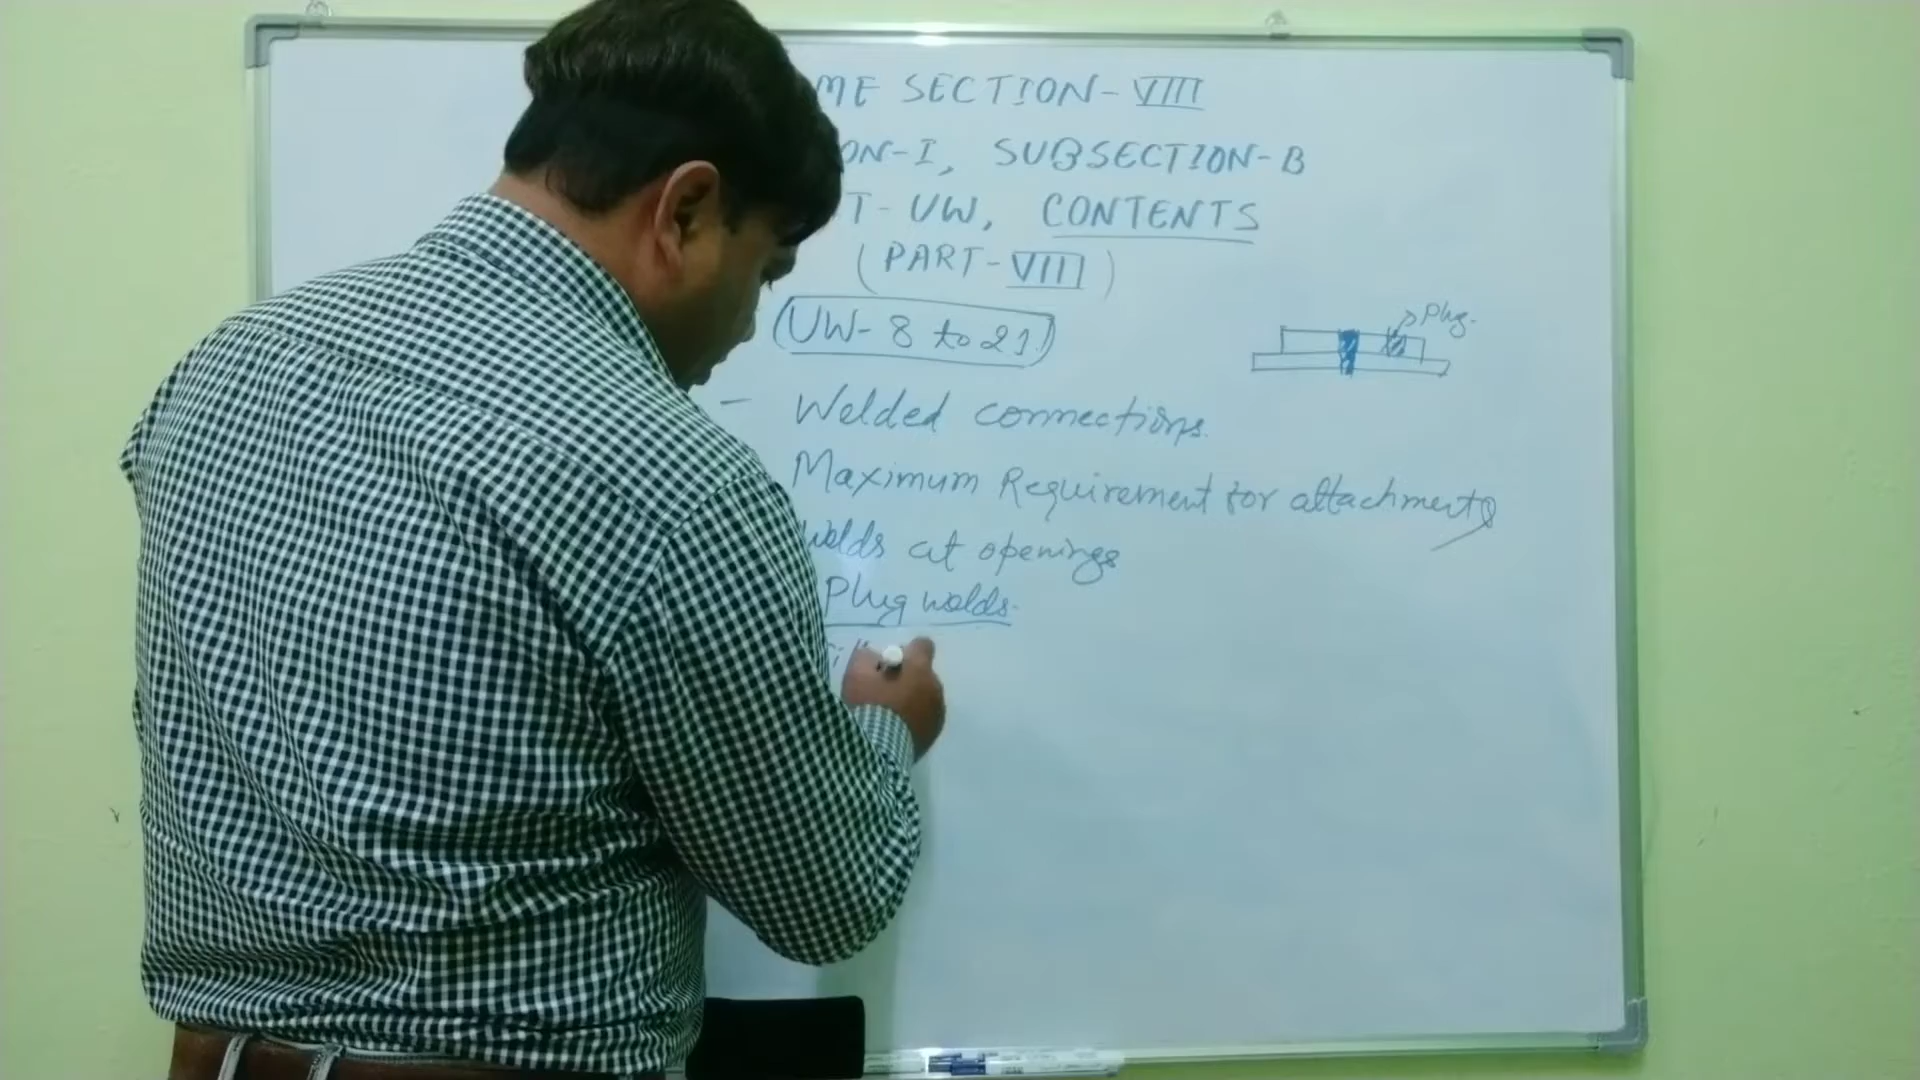 ME SECTION-VIII
ON-I, SUBSECTION-B
T-UW, CONTENTS
(PART-VII)
(UW-8 to 21)
Plug.
- Welded connections.
Maximum Requirement for attachments
Welds at openings
Plug welds.